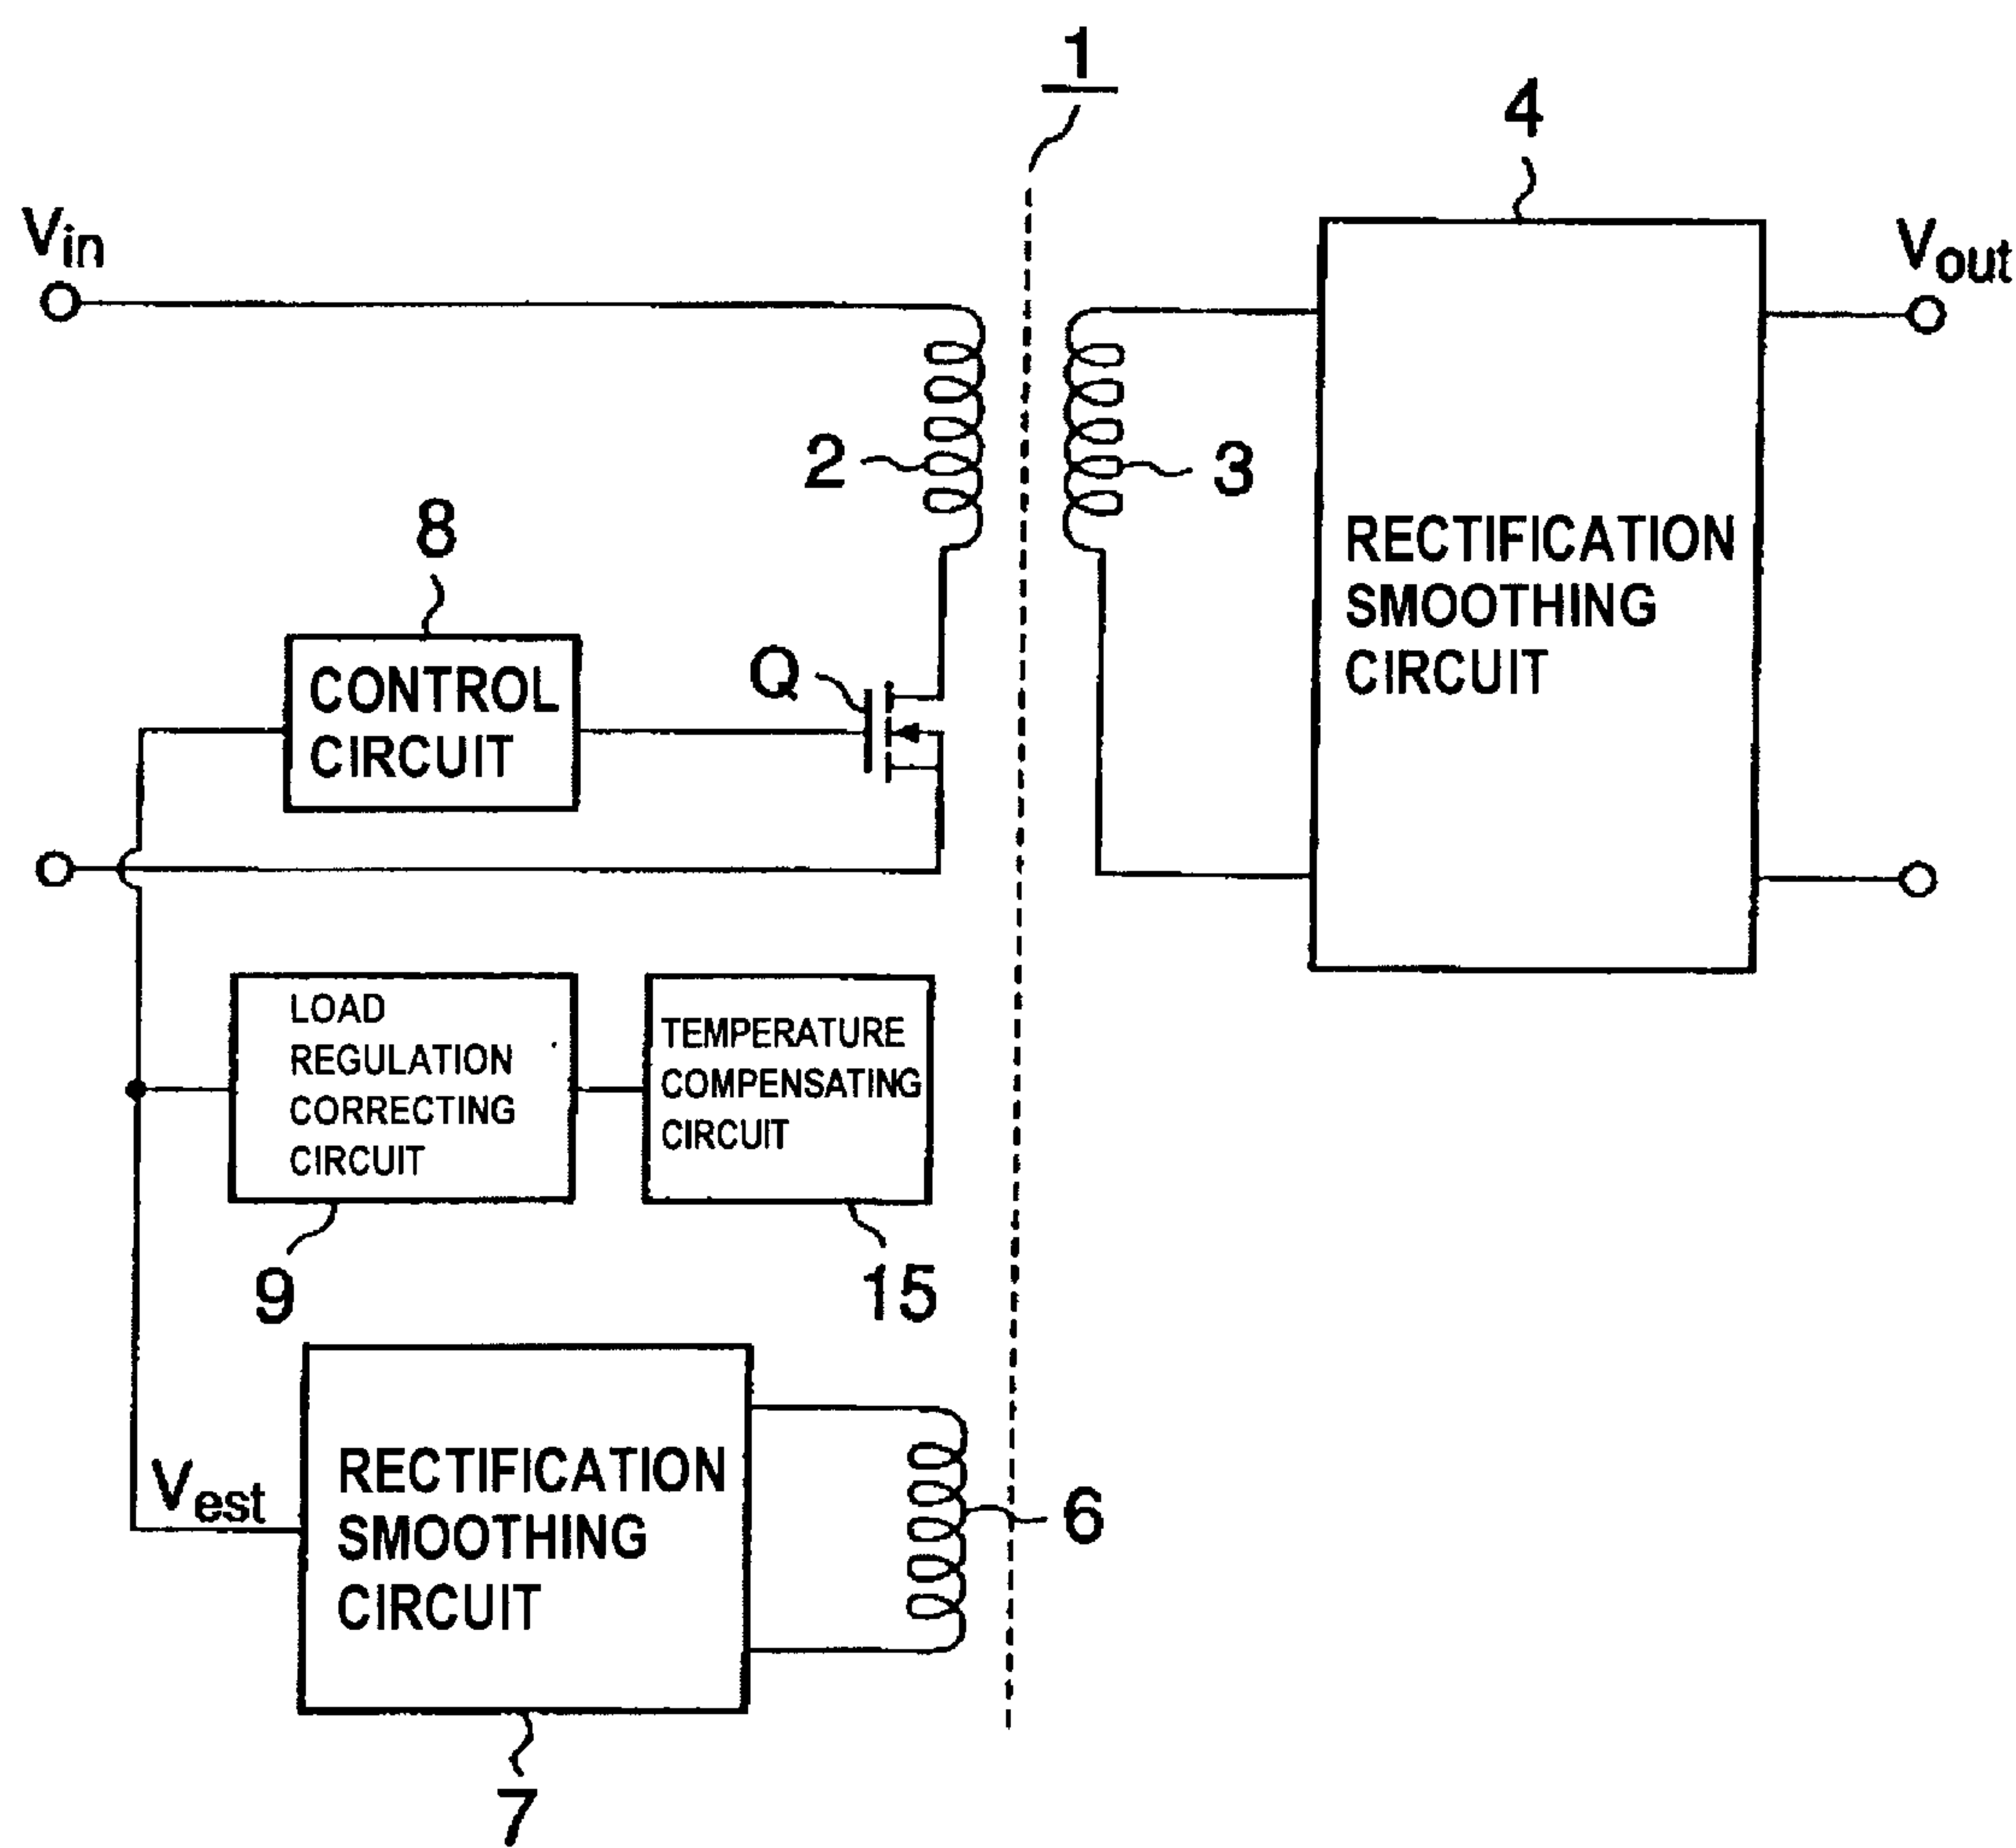 1
4
Vin
Vout
2
3
8
RECTIFICATION
SMOOTHING
CIRCUIT
CONTROL
CIRCUIT
Q
LOAD
REGULATION
CORRECTING
CIRCUIT
TEMPERATURE
COMPENSATING
CIRCUIT
9
15
RECTIFICATION
SMOOTHING
CIRCUIT
Vest
6
7